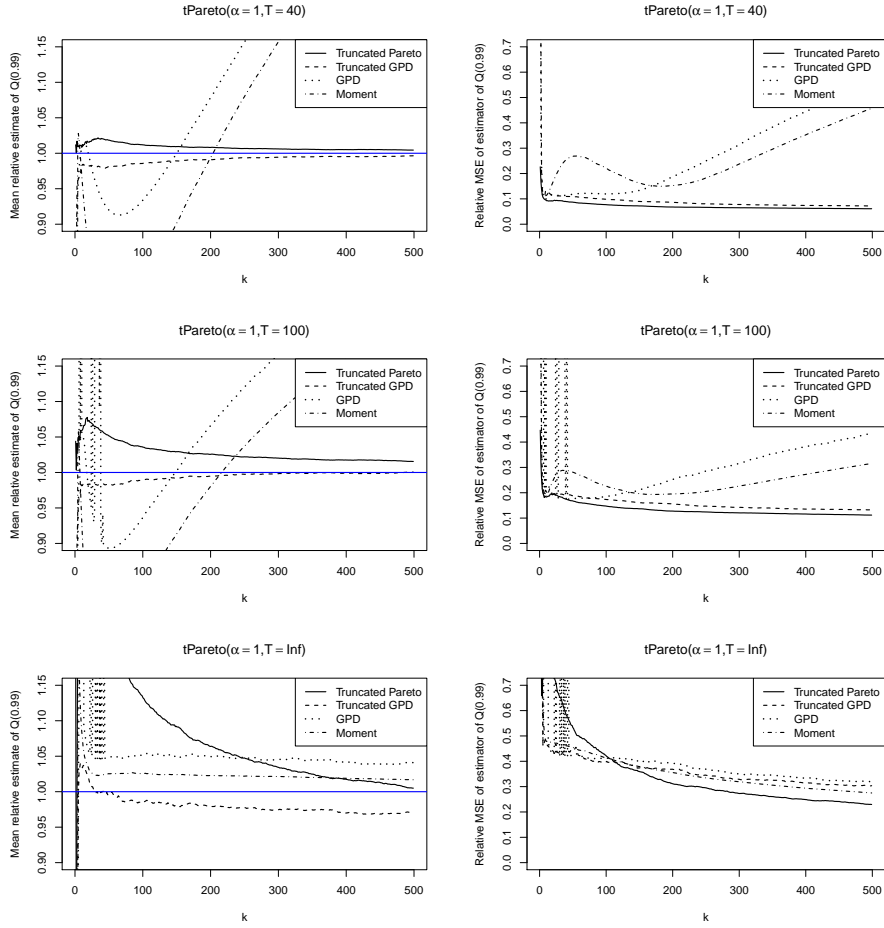 tPareto(α = 1,T = 40)
Mean relative estimate of Q(0.99)
0.90 0.95 1.00 1.05 1.10 1.15
Truncated Pareto
Truncated GPD
GPD
Moment
0 100 200 300 400 500
k
tPareto(α = 1,T = 40)
Relative MSE of estimator of Q(0.99)
0.0 0.1 0.2 0.3 0.4 0.5 0.6 0.7
Truncated Pareto
Truncated GPD
GPD
Moment
0 100 200 300 400 500
k
tPareto(α = 1,T = 100)
Mean relative estimate of Q(0.99)
0.90 0.95 1.00 1.05 1.10 1.15
Truncated Pareto
Truncated GPD
GPD
Moment
0 100 200 300 400 500
k
tPareto(α = 1,T = 100)
Relative MSE of estimator of Q(0.99)
0.0 0.1 0.2 0.3 0.4 0.5 0.6 0.7
Truncated Pareto
Truncated GPD
GPD
Moment
0 100 200 300 400 500
k
tPareto(α = 1,T = Inf)
Mean relative estimate of Q(0.99)
0.90 0.95 1.00 1.05 1.10 1.15
Truncated Pareto
Truncated GPD
GPD
Moment
0 100 200 300 400 500
k
tPareto(α = 1,T = Inf)
Relative MSE of estimator of Q(0.99)
0.0 0.1 0.2 0.3 0.4 0.5 0.6 0.7
Truncated Pareto
Truncated GPD
GPD
Moment
0 100 200 300 400 500
k